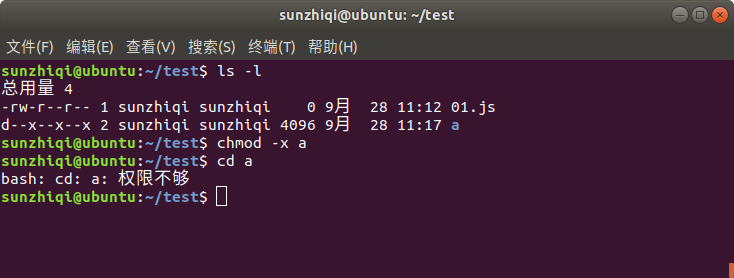 sunzhiqi@ubuntu: ~/test
文件(F) 编辑(E) 查看(V) 搜索(S) 终端(T) 帮助(H)
sunzhiqi@ubuntu:~/test$ ls -l
总用量 4
-rw-r--r-- 1 sunzhiqi sunzhiqi    0 9月  28 11:12 01.js
d--x--x--x 2 sunzhiqi sunzhiqi 4096 9月  28 11:17 a
sunzhiqi@ubuntu:~/test$ chmod -x a
sunzhiqi@ubuntu:~/test$ cd a
bash: cd: a: 权限不够
sunzhiqi@ubuntu:~/test$